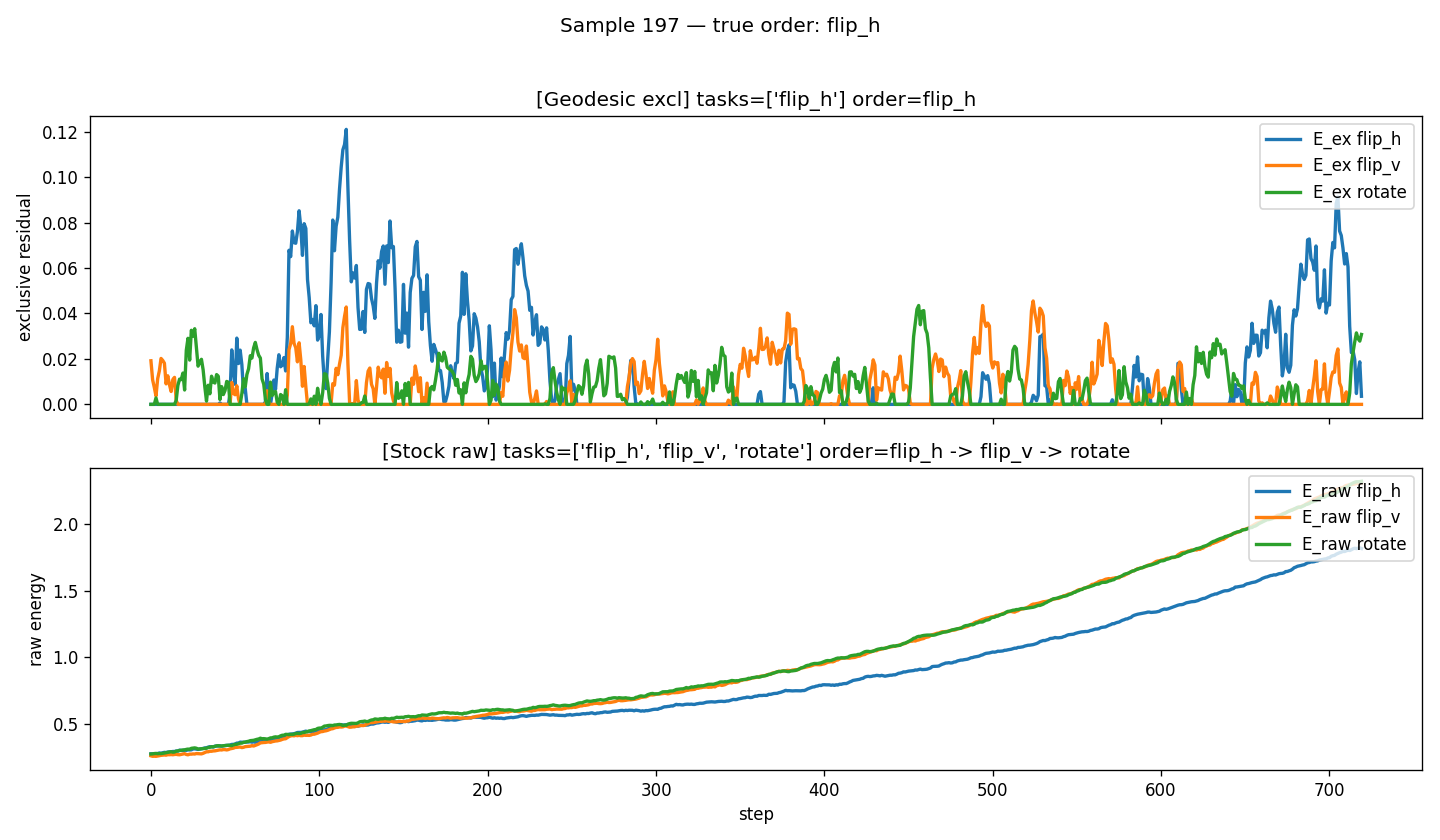 Sample 197 — true order: flip_h
[Geodesic excl] tasks=['flip_h'] order=flip_h
exclusive residual
0.12
0.10
0.08
0.06
0.04
0.02
0.00
E_ex flip_h
E_ex flip_v
E_ex rotate
[Stock raw] tasks=['flip_h', 'flip_v', 'rotate'] order=flip_h -> flip_v -> rotate
raw energy
2.0
1.5
1.0
0.5
E_raw flip_h
E_raw flip_v
E_raw rotate
0 100 200 300 400 500 600 700
step